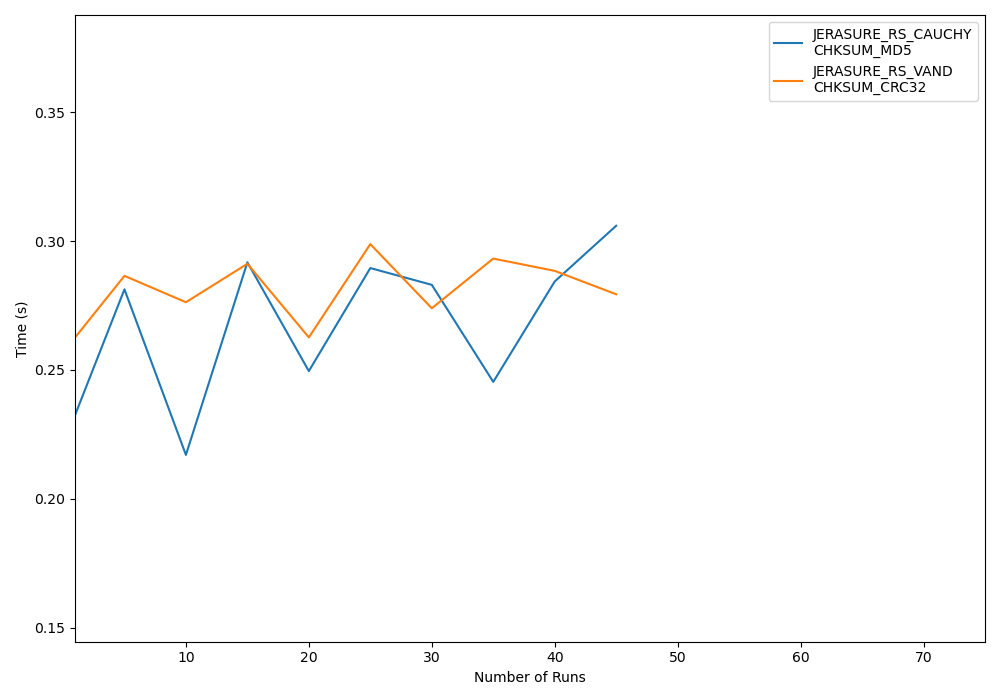 JERASURE_RS_CAUCHY
CHKSUM_MD5
JERASURE_RS_VAND
CHKSUM_CRC32
0.35
0.30
0.25
0.20
0.15
Time (s)
10 20 30 40 50 60 70
Number of Runs